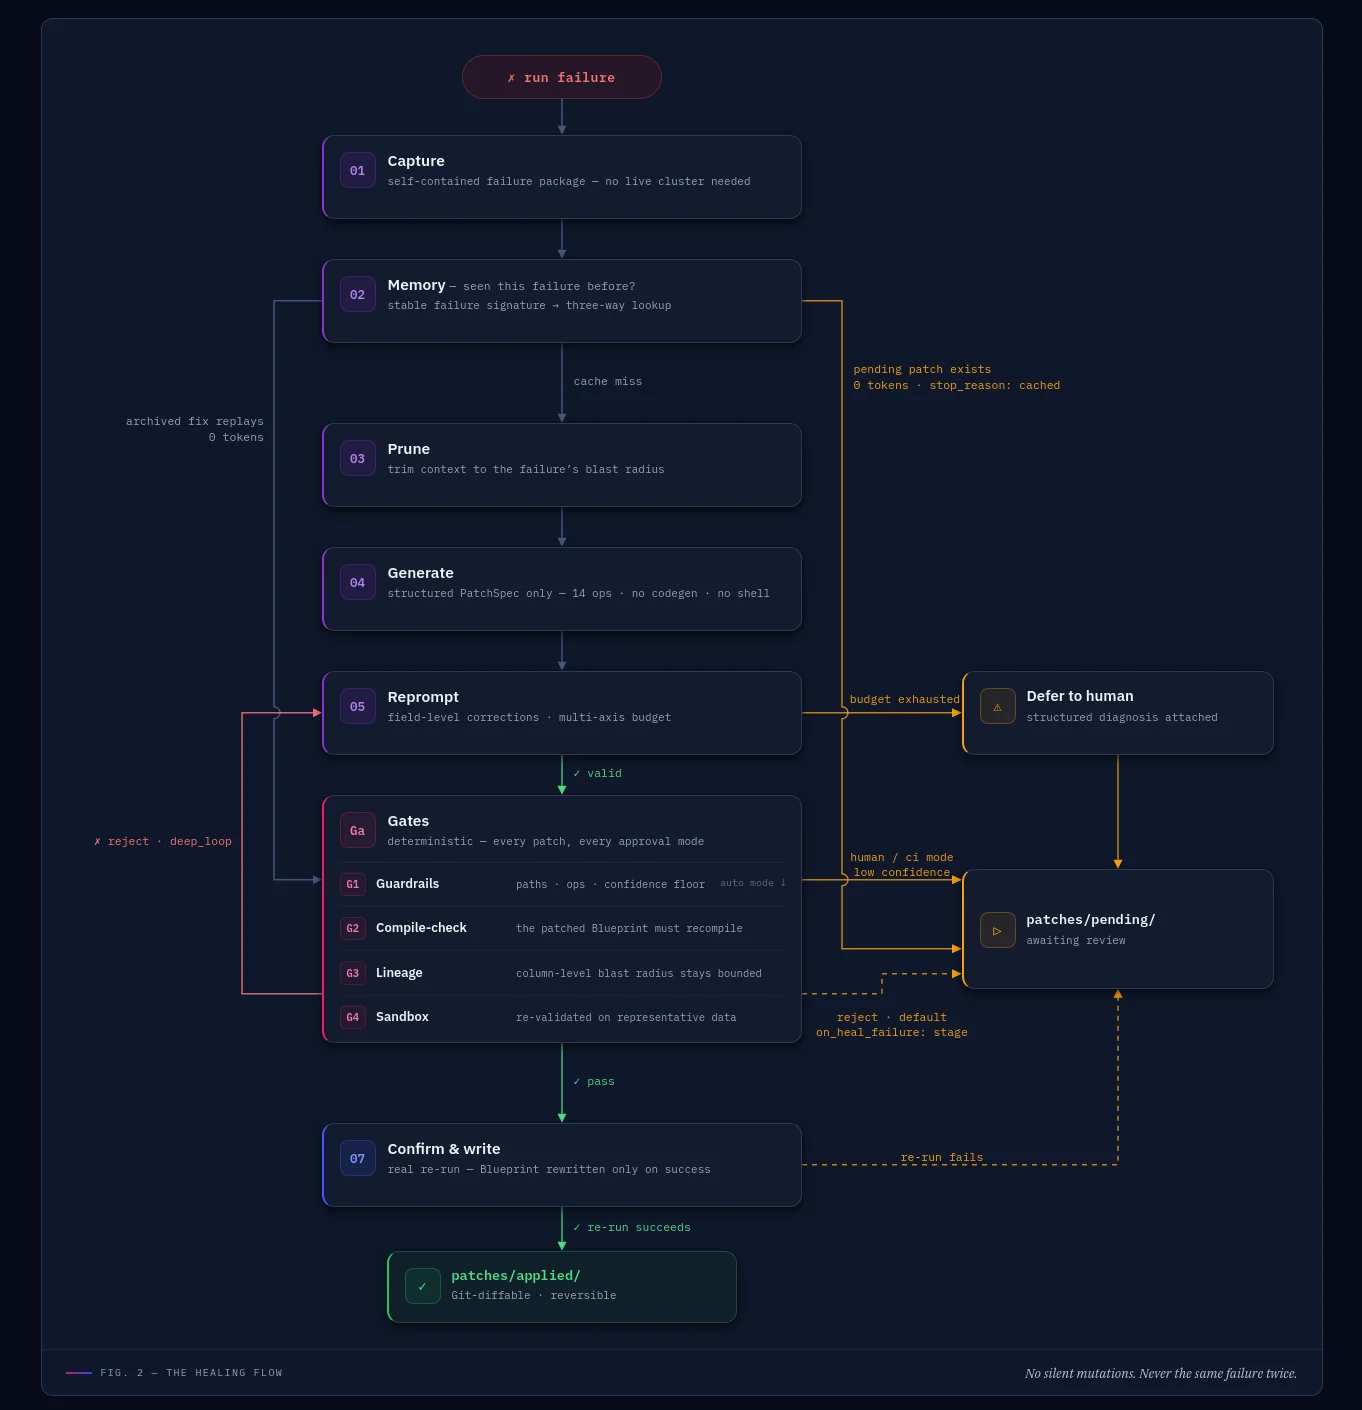 ✗ run failure
01
Capture
self-contained failure package — no live cluster needed
02
Memory — seen this failure before?
stable failure signature → three-way lookup
cache miss
pending patch exists
0 tokens · stop_reason: cached
archived fix replays
0 tokens
03
Prune
trim context to the failure’s blast radius
04
Generate
structured PatchSpec only — 14 ops · no codegen · no shell
05
Reprompt
field-level corrections · multi-axis budget
budget exhausted
⚠
Defer to human
structured diagnosis attached
✓ valid
✗ reject · deep_loop
Ga
Gates
deterministic — every patch, every approval mode
G1 Guardrails paths · ops · confidence floor auto mode ↓
G2 Compile-check the patched Blueprint must recompile
G3 Lineage column-level blast radius stays bounded
G4 Sandbox re-validated on representative data
human / ci mode
low confidence
▷
patches/pending/
awaiting review
reject · default
on_heal_failure: stage
✓ pass
07
Confirm & write
real re-run — Blueprint rewritten only on success
re-run fails
✓ re-run succeeds
✓
patches/applied/
Git-diffable · reversible
FIG. 2 — THE HEALING FLOW
No silent mutations. Never the same failure twice.